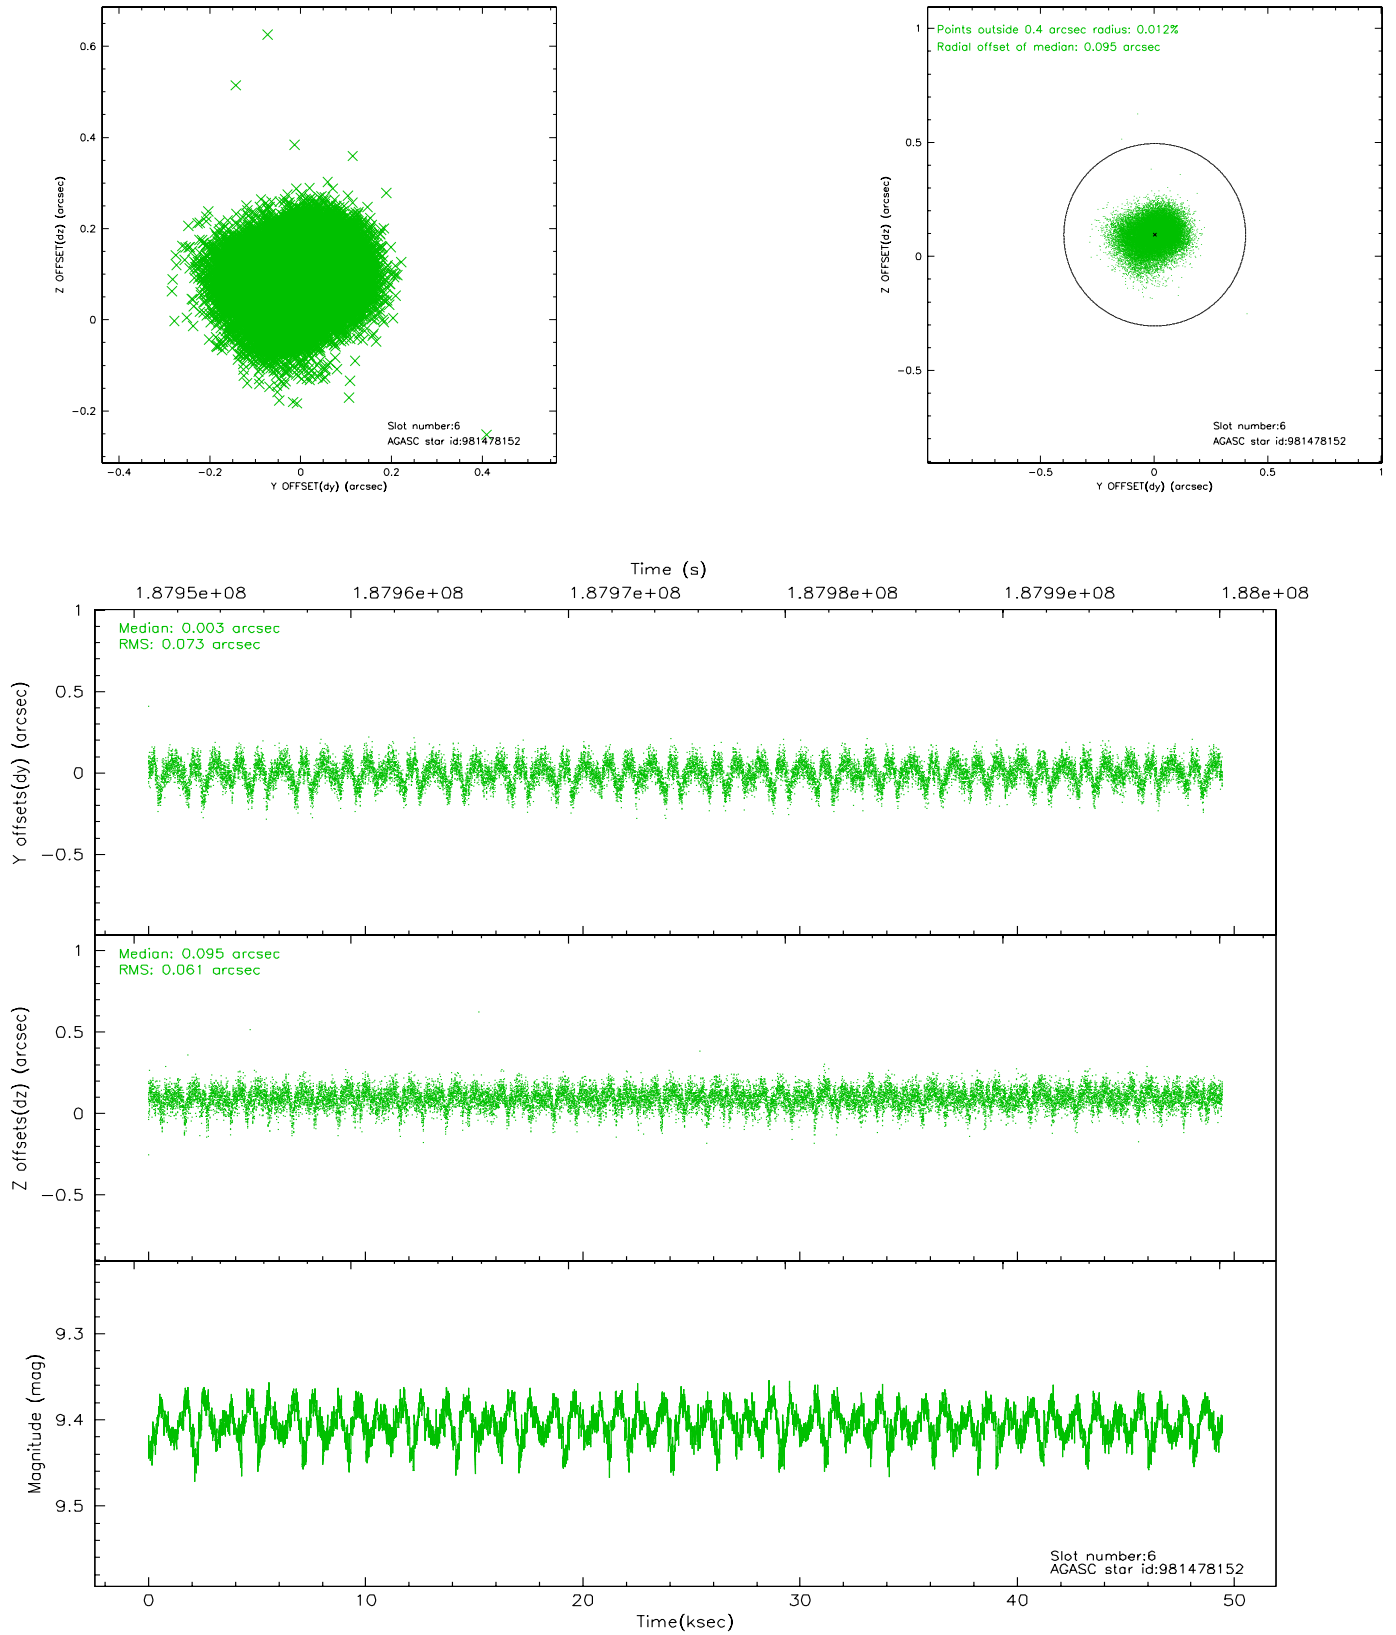 0.6
0.4
0.2
0
−0.2
Z OFFSET(dz) (arcsec)
Slot number:6
AGASC star id:981478152
−0.4
−0.2
0
0.2
0.4
Y OFFSET(dy) (arcsec)
Points outside 0.4 arcsec radius: 0.012%
Radial offset of median: 0.095 arcsec
1
0.5
0
−0.5
Z OFFSET(dz) (arcsec)
Slot number:6
AGASC star id:981478152
−0.5
0
0.5
1
Y OFFSET(dy) (arcsec)
Time (s)
1.8795e+08
1.8796e+08
1.8797e+08
1.8798e+08
1.8799e+08
1.88e+08
Median: 0.003 arcsec
RMS: 0.073 arcsec
1
0.5
0
−0.5
Y offsets(dy) (arcsec)
Median: 0.095 arcsec
RMS: 0.061 arcsec
1
0.5
0
−0.5
Z offsets(dz) (arcsec)
9.3
9.4
9.5
Magnitude (mag)
Slot number:6
AGASC star id:981478152
0
10
20
30
40
50
Time(ksec)